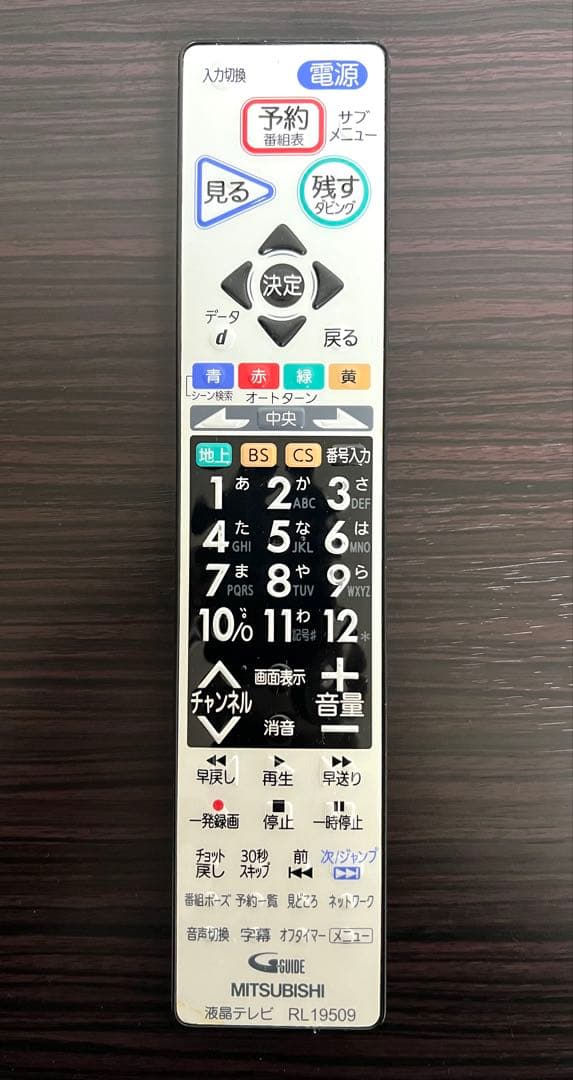 入力切換 電源
予約 サブ
番組表 メニュー
見る 残す
ダビング
決定
データ
d 戻る
青 赤 緑 黄
シーン検索 オートターン
中央
地上 BS CS 番号入力
1 あ 2 か ABC 3 さ DEF
4 た GHI 5 な JKL 6 は MNO
7 ま PQRS 8 や TUV 9 ら WXYZ
10/0 ゛゜ 11 わ 記号# 12 *
画面表示 +
チャンネル 音量
消音 −
早戻し 再生 早送り
一発録画 停止 一時停止
チョット 30秒 前 次/ジャンプ
戻し スキップ
番組ポーズ 予約一覧 見どころ ネットワーク
音声切換 字幕 オフタイマー メニュー
G GUIDE
MITSUBISHI
液晶テレビ RL19509